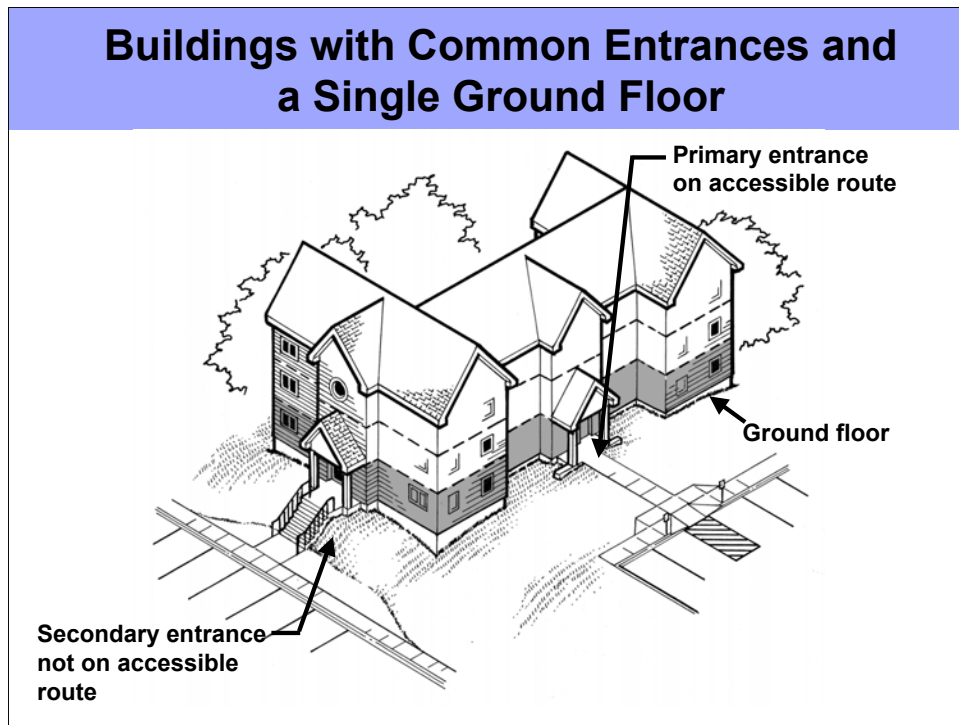 Buildings with Common Entrances and
a Single Ground Floor
Primary entrance
on accessible route
Ground floor
Secondary entrance
not on accessible
route